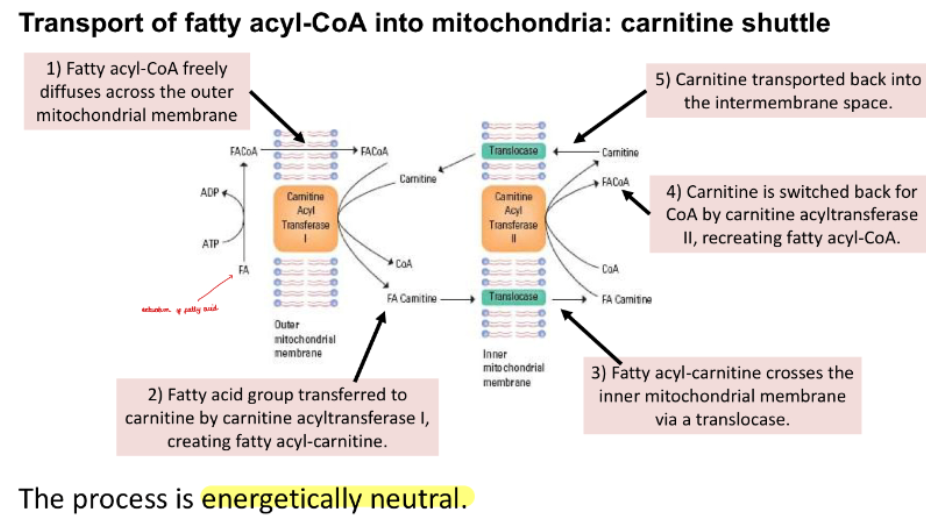 Transport of fatty acyl-CoA into mitochondria: carnitine shuttle
1) Fatty acyl-CoA freely
diffuses across the outer
mitochondrial membrane
5) Carnitine transported back into
the intermembrane space.
FACoA
FACoA
Carnitine
Translocase
Carnitine
FACoA
ADP
ATP
FA
Carnitine
Acyl
Transferase
I
Carnitine
Acyl
Transferase
II
4) Carnitine is switched back for
CoA by carnitine acyltransferase
II, recreating fatty acyl-CoA.
CoA
CoA
FA Carnitine
Translocase
FA Carnitine
of fatty acid
Outer
mitochondrial
membrane
Inner
mitochondrial
membrane
2) Fatty acid group transferred to
carnitine by carnitine acyltransferase I,
creating fatty acyl-carnitine.
3) Fatty acyl-carnitine crosses the
inner mitochondrial membrane
via a translocase.
The process is energetically neutral.